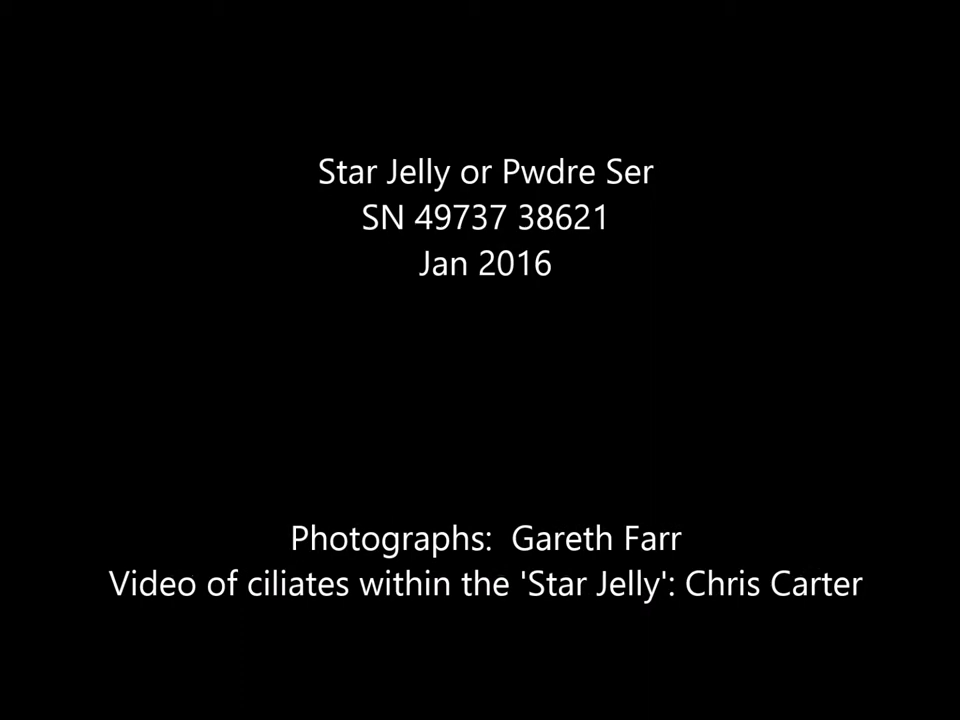 Star Jelly or Pwdre Ser
SN 49737 38621
Jan 2016
Photographs:  Gareth Farr
Video of ciliates within the 'Star Jelly': Chris Carter